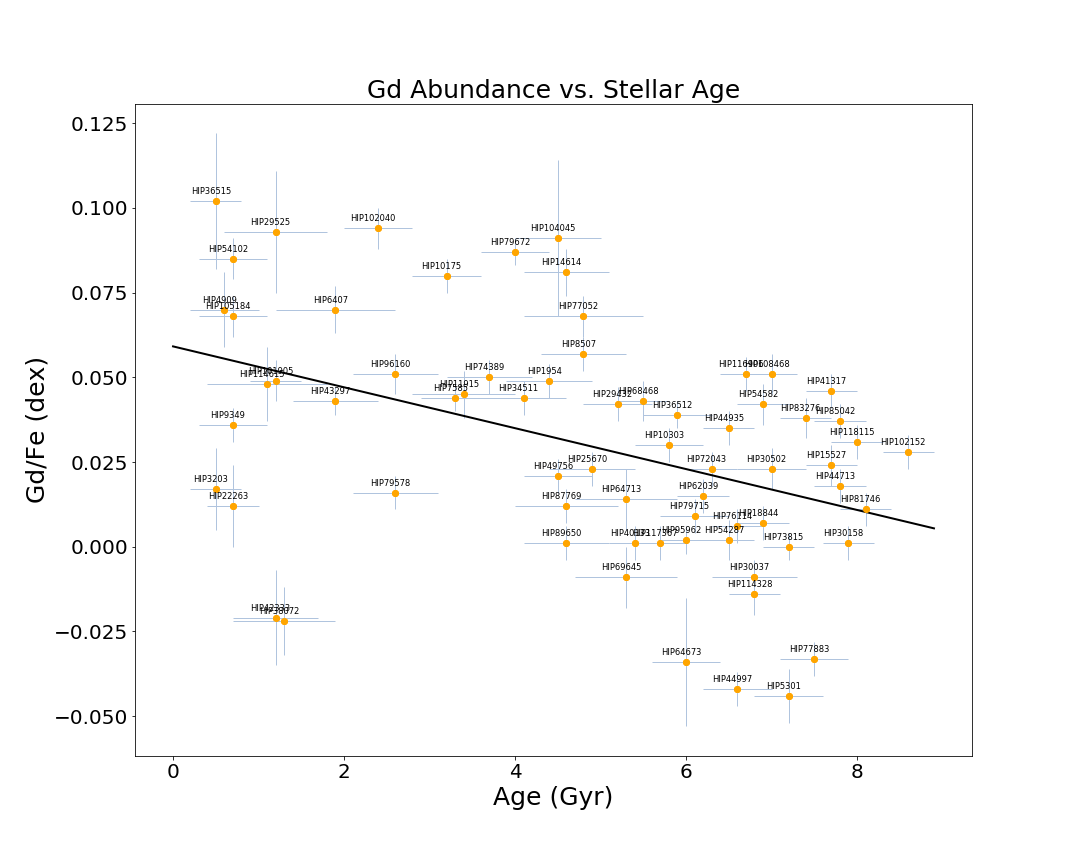 Gd Abundance vs. Stellar Age
0.125
0.100
0.075
0.050
0.025
0.000
−0.025
−0.050
Gd/Fe (dex)
0 2 4 6 8
Age (Gyr)
HIP36515
HIP29525
HIP102040
HIP104045
HIP54102
HIP79672
HIP10175
HIP14614
HIP4909
HIP105184
HIP6407
HIP77052
HIP8507
HIP96160
HIP74389
HIP1954
HIP108468
HIP114615
HIP43297
HIP11915
HIP7585
HIP34511
HIP29432
HIP68468
HIP54582
HIP41317
HIP9349
HIP36512
HIP83276
HIP85042
HIP10303
HIP44935
HIP118115
HIP102152
HIP49756
HIP25670
HIP72043
HIP30502
HIP15527
HIP3203
HIP22263
HIP79578
HIP87769
HIP64713
HIP62039
HIP44713
HIP81746
HIP79715
HIP76114
HIP18844
HIP89650
HIP117367
HIP95962
HIP54287
HIP73815
HIP30158
HIP69645
HIP30037
HIP114328
HIP38072
HIP64673
HIP77883
HIP44997
HIP5301